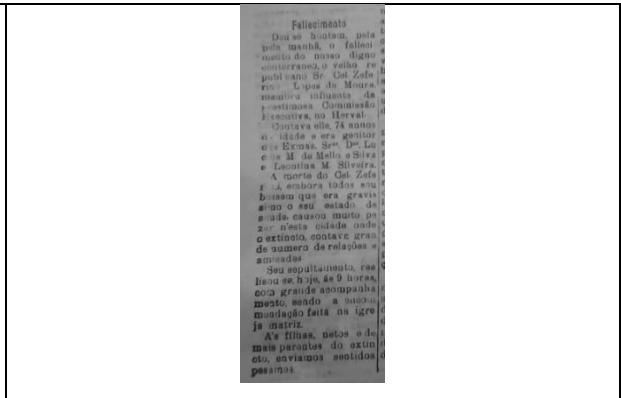 Fallecimento
Deu se hontem, pela
pela manhã, o falleci
mento do nosso digno
conterraneo, o velho re
publicano Sr. Cel. Zefe
rino Lopes de Moura,
membro influente da
prestimosa Commissão
Executiva, no Herval.
Contava elle, 74 annos
de idade e era genitor
das Exmas. Srªs. Dªs. Lu
M. de Mello e Silva
e Leontina M. Silveira.
A morte do Cel. Zefe
rino, embora todos sou
bessem que era gravis
simo o seu estado de
saude, causou muito pe
zar n'esta cidade onde
o extincto, contava gran
de numero de relações e
amisades
Seu sepultamento, rea
lisou se, hoje, ás 9 horas,
com grande acompanha
mento, sendo a encom
mendação feita na igre
ja matriz.
A's filhas, netos e de
mais parentes do extin
cto, enviamos sentidos
pesames.